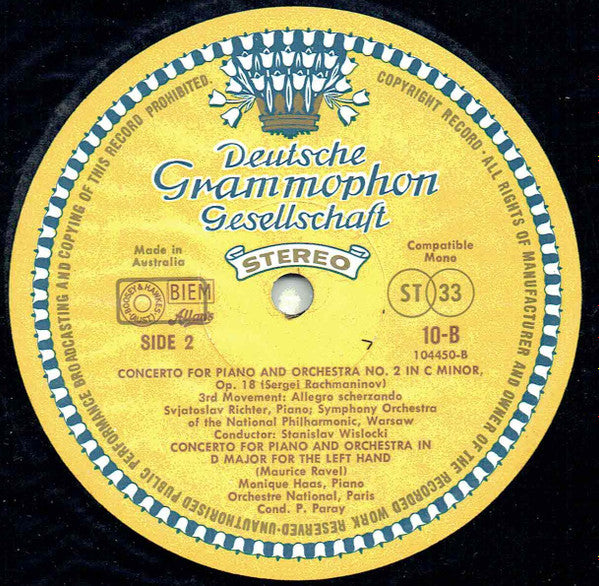 Deutsche
Grammophon
Gesellschaft
STEREO
Made in
Australia
Compatible
Mono
BOOSEY & HAWKES
BIEM
Allans
ST 33
SIDE 2
10-B
104450-B
CONCERTO FOR PIANO AND ORCHESTRA NO. 2 IN C MINOR,
Op. 18 (Sergei Rachmaninov)
3rd Movement: Allegro scherzando
Svjatoslav Richter, Piano; Symphony Orchestra
of the National Philharmonic, Warsaw
Conductor: Stanislav Wislocki
CONCERTO FOR PIANO AND ORCHESTRA IN
D MAJOR FOR THE LEFT HAND
(Maurice Ravel)
Monique Haas, Piano
Orchestre National, Paris
Cond. P. Paray
COPYRIGHT RECORD · ALL RIGHTS OF MANUFACTURER AND OWNER OF THE RECORDED WORK RESERVED · UNAUTHORISED PUBLIC PERFORMANCE BROADCASTING AND COPYING OF THIS RECORD PROHIBITED ·